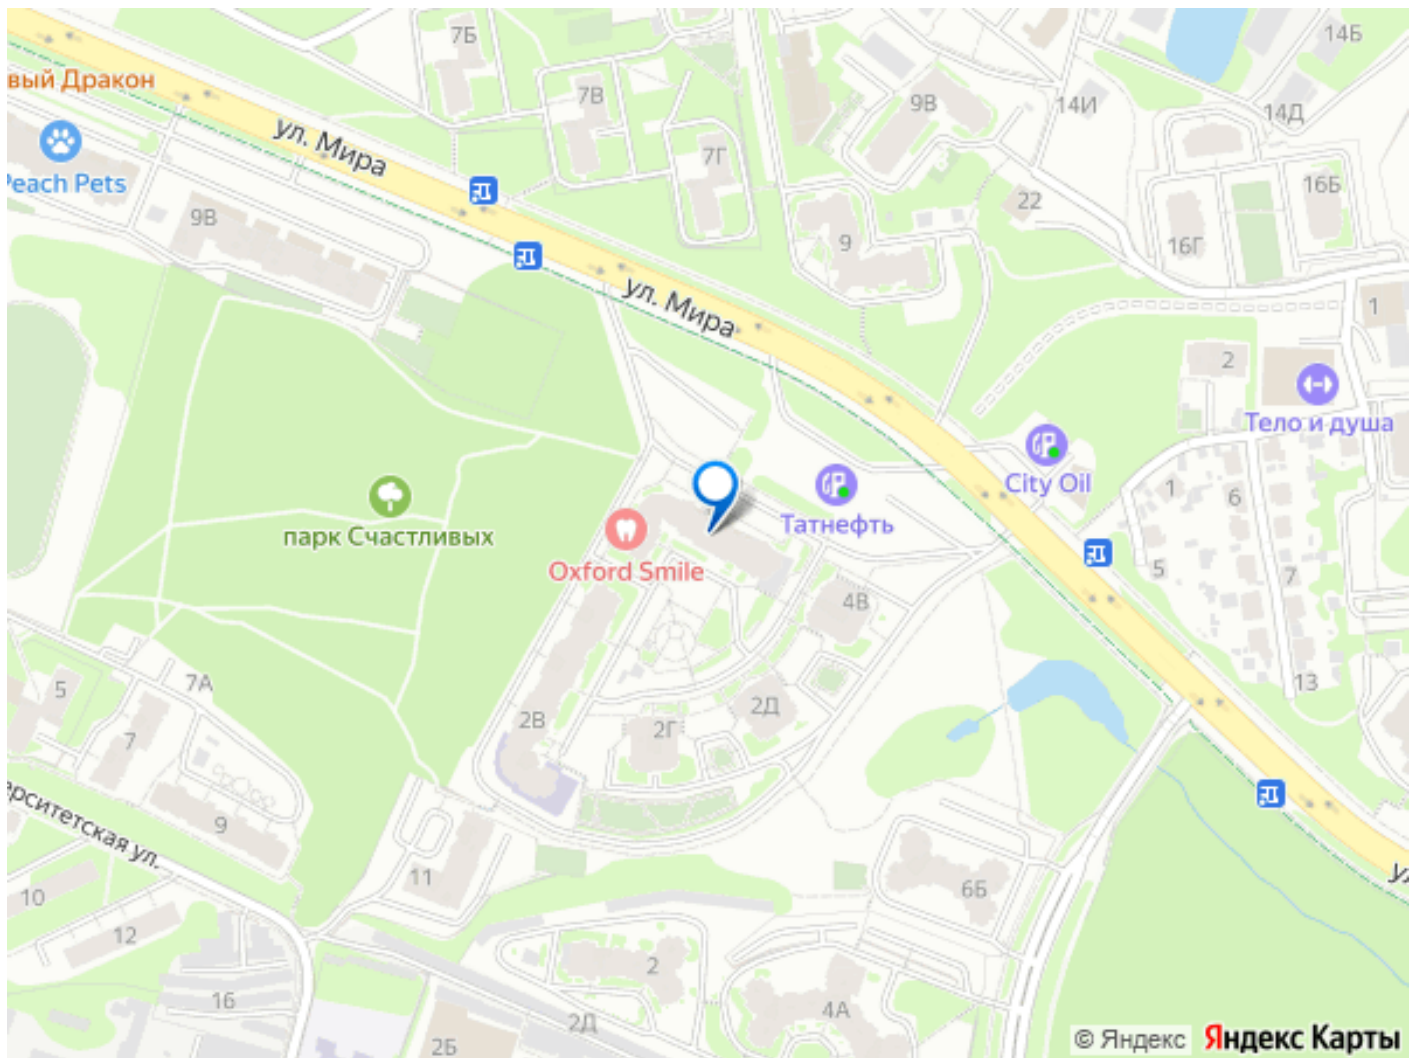 7Б
14Б
вый Дракон
7В
9В
14И
14Д
ул. Мира
7Г
Peach Pets
16Б
22
9В
9
16Г
ул. Мира
1
2
Тело и душа
City Oil
1
6
Татнефть
парк Счастливых
Oxford Smile
5
7
4В
5
7А
13
2Д
2В
2Г
7
9
ерситетская ул.
11
6Б
10
12
2
16
4А
2Д
2Б
© Яндекс Яндекс Карты